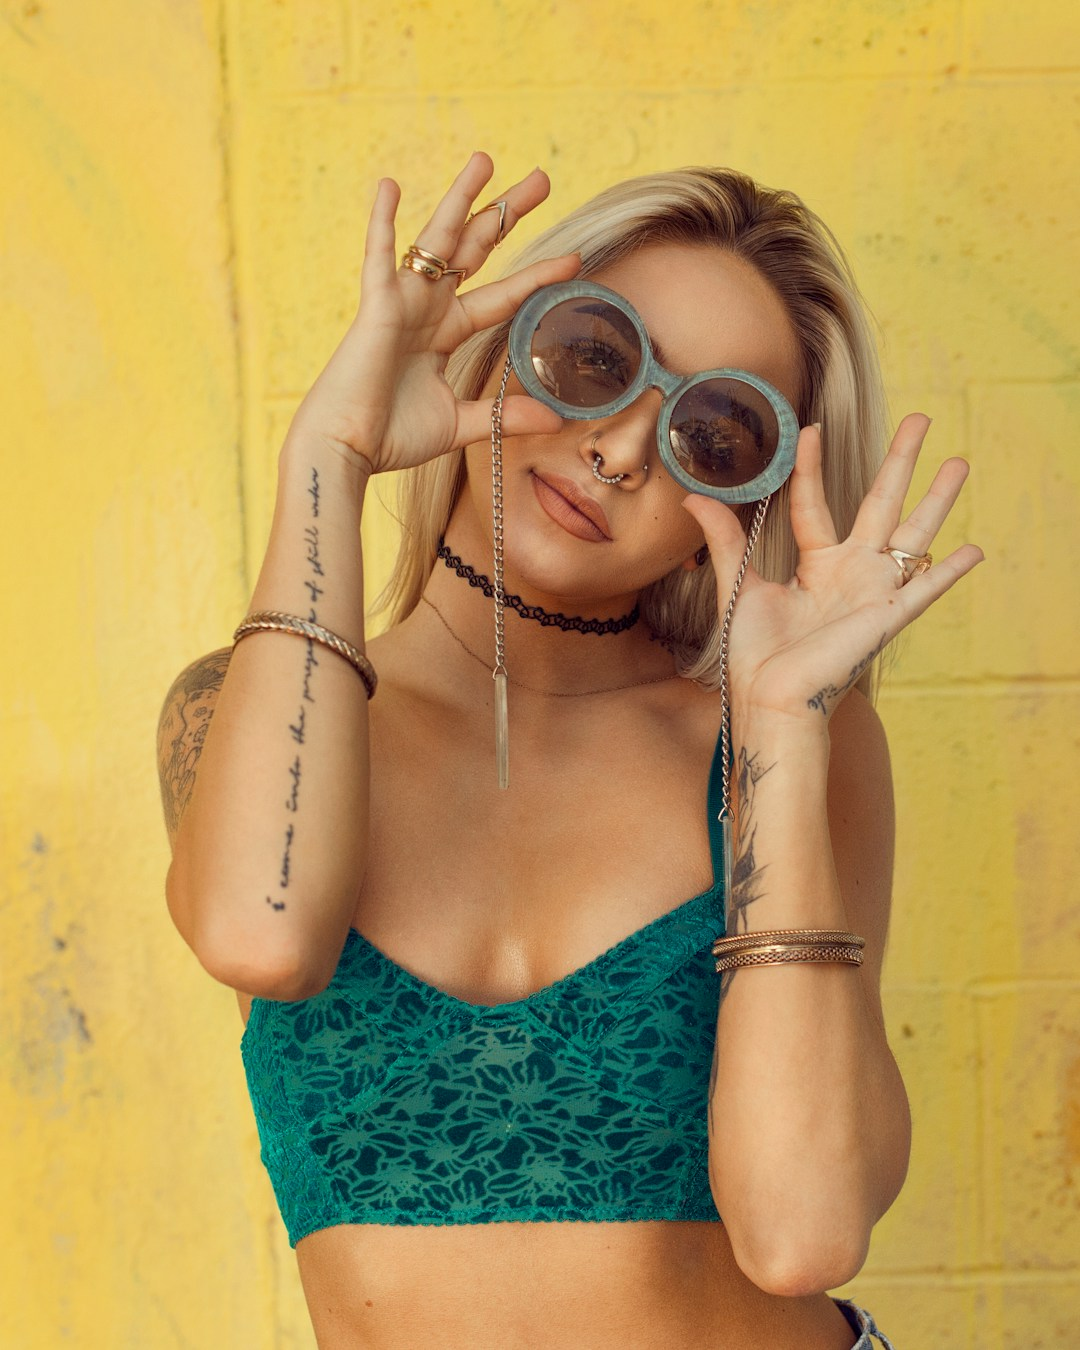 i come into the presence of still water